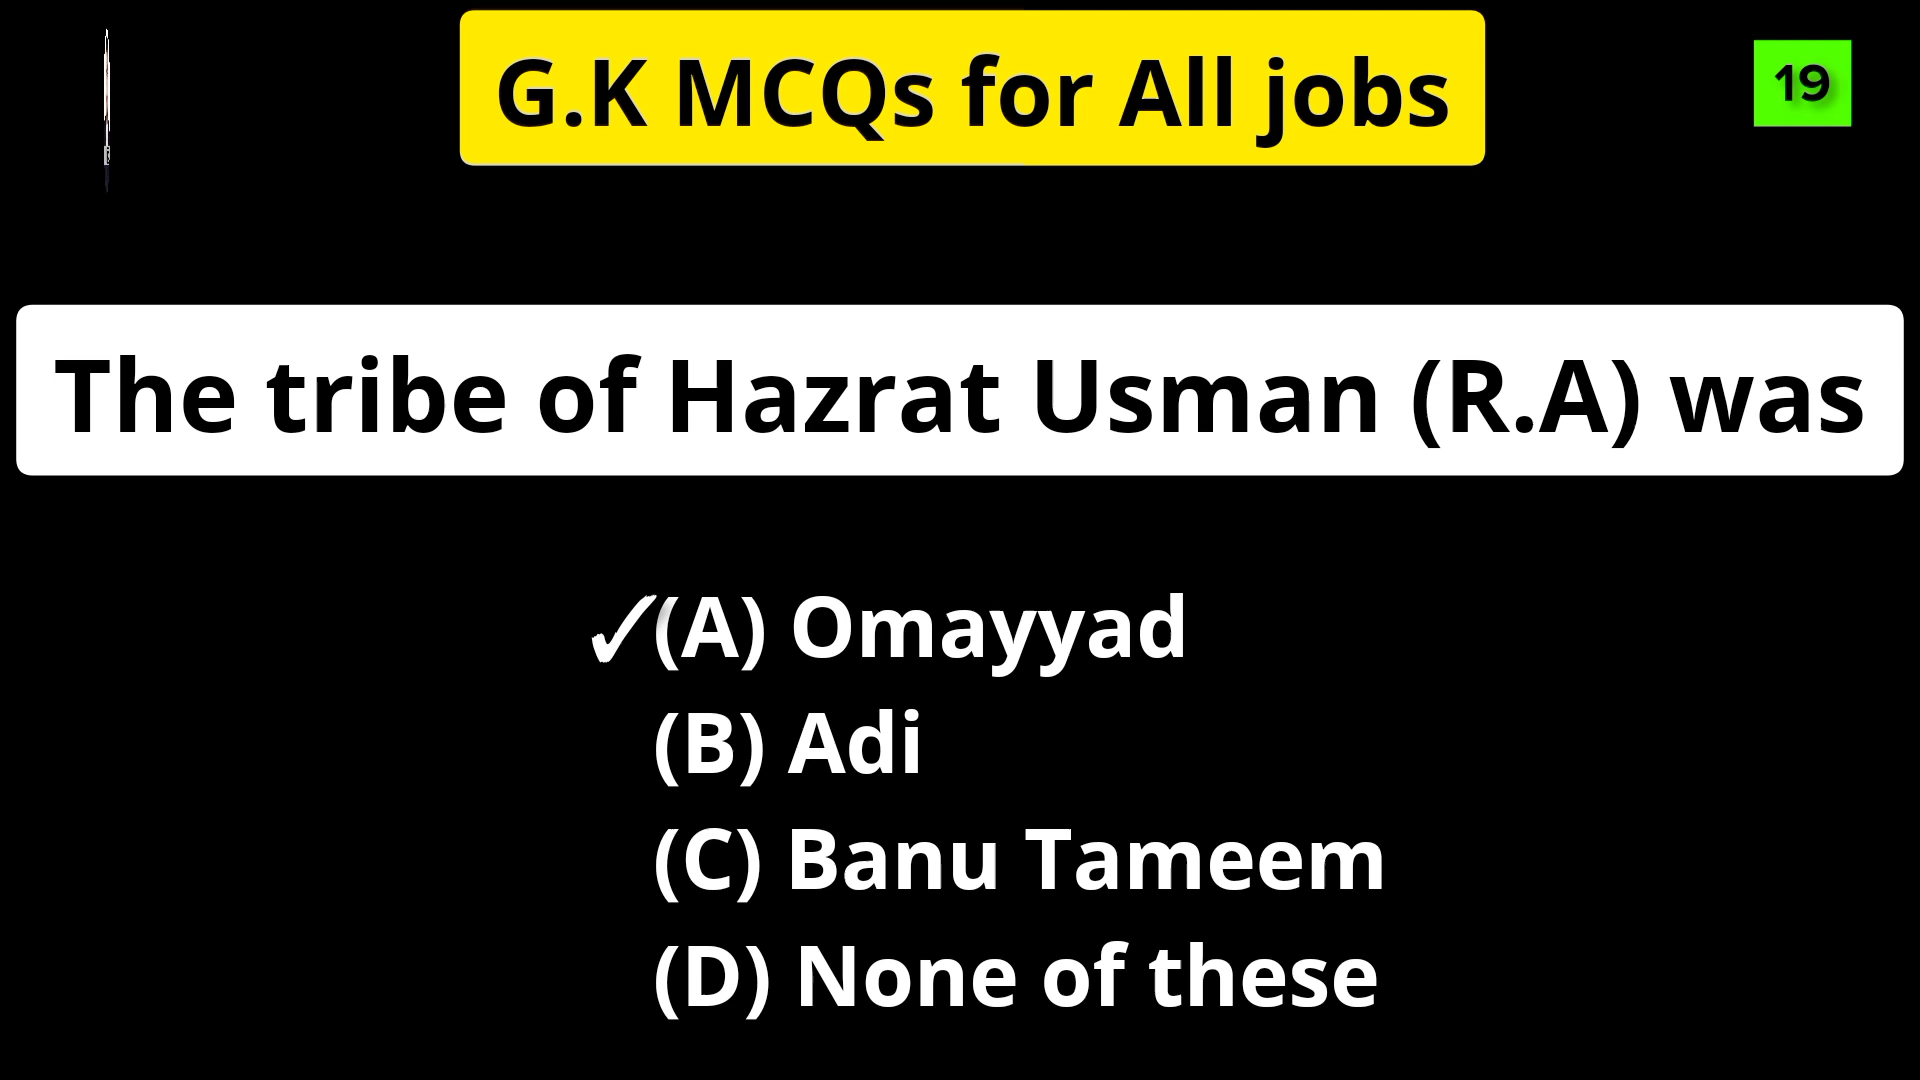 G.K MCQs for All jobs
19
The tribe of Hazrat Usman (R.A) was
✓(A) Omayyad
(B) Adi
(C) Banu Tameem
(D) None of these